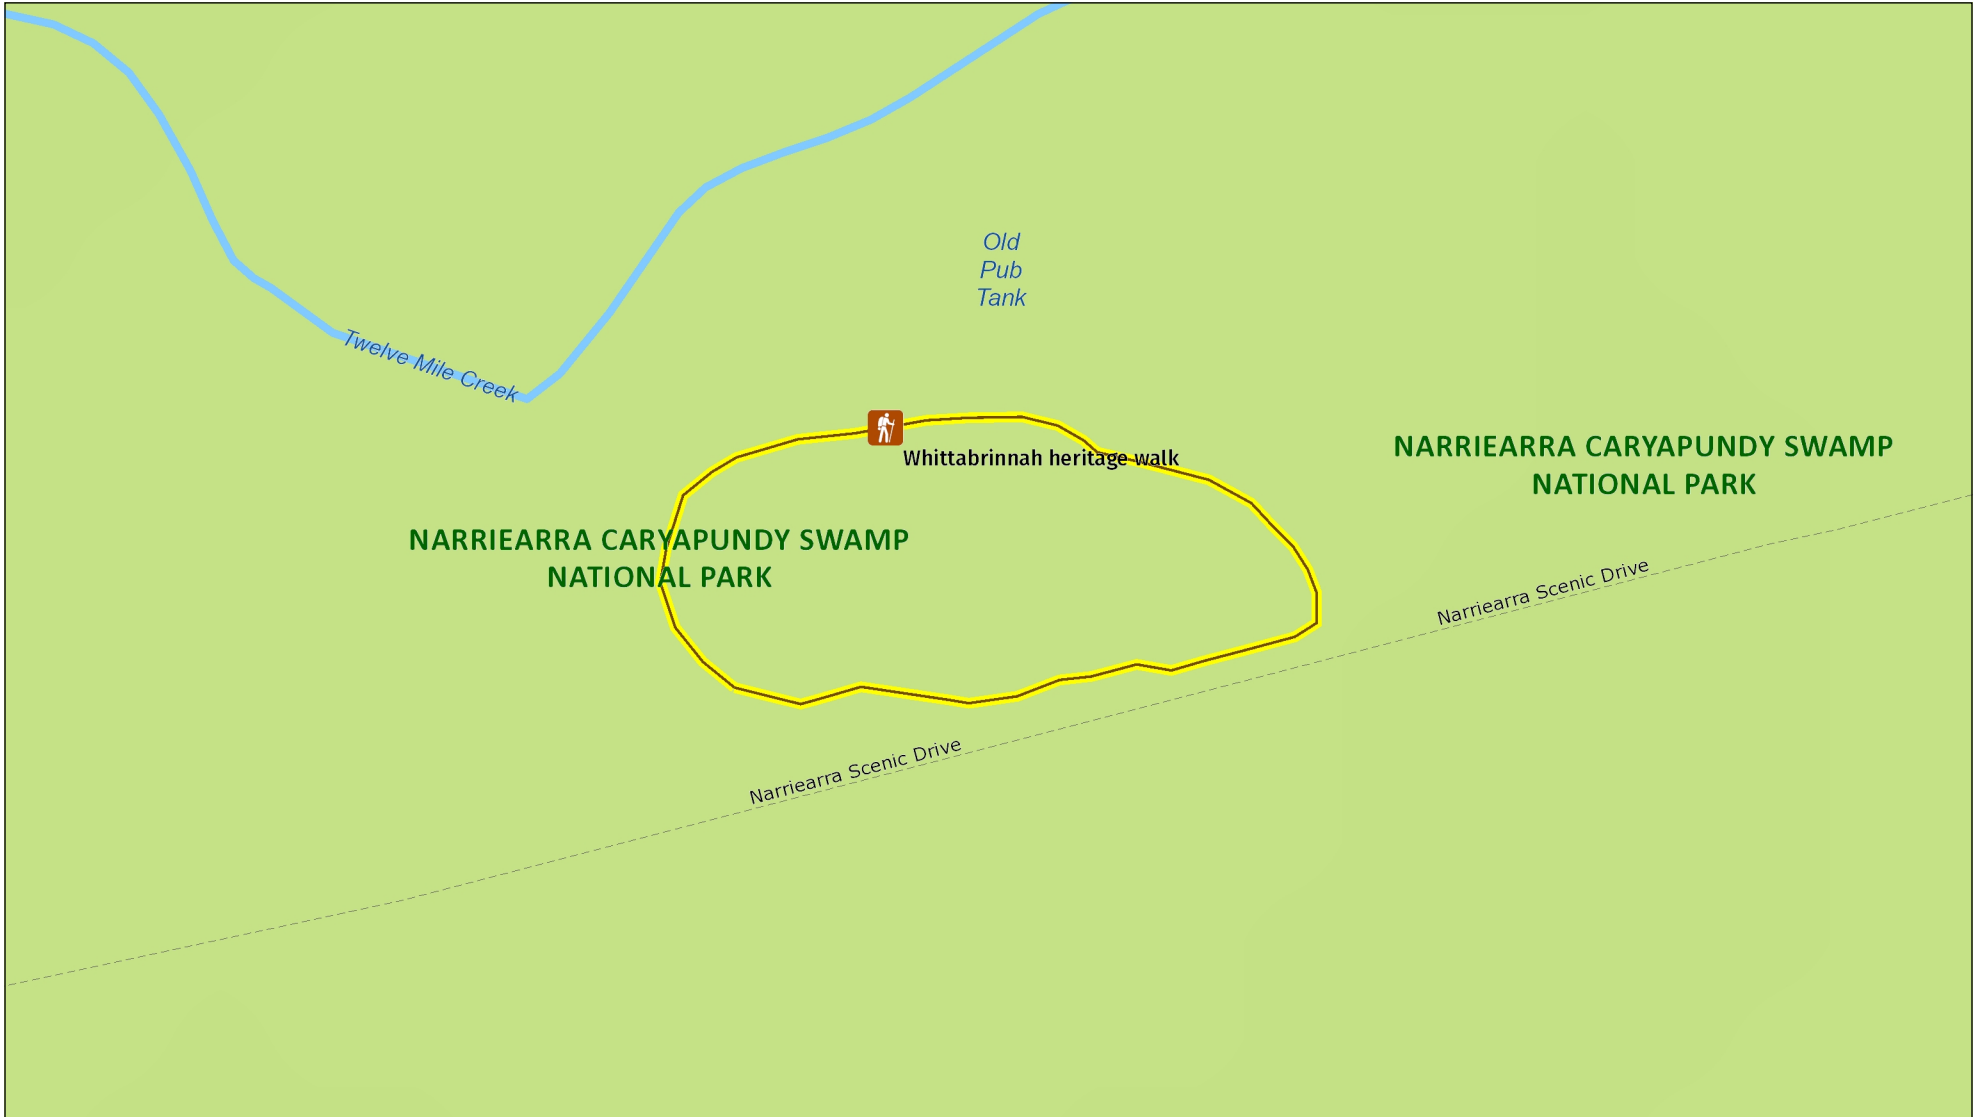 Old
Pub
Tank
Twelve Mile Creek
Whittabrinnah heritage walk
NARRIEARRA CARYAPUNDY SWAMP
NATIONAL PARK
NARRIEARRA CARYAPUNDY SWAMP
NATIONAL PARK
Narriearra Scenic Drive
Narriearra Scenic Drive